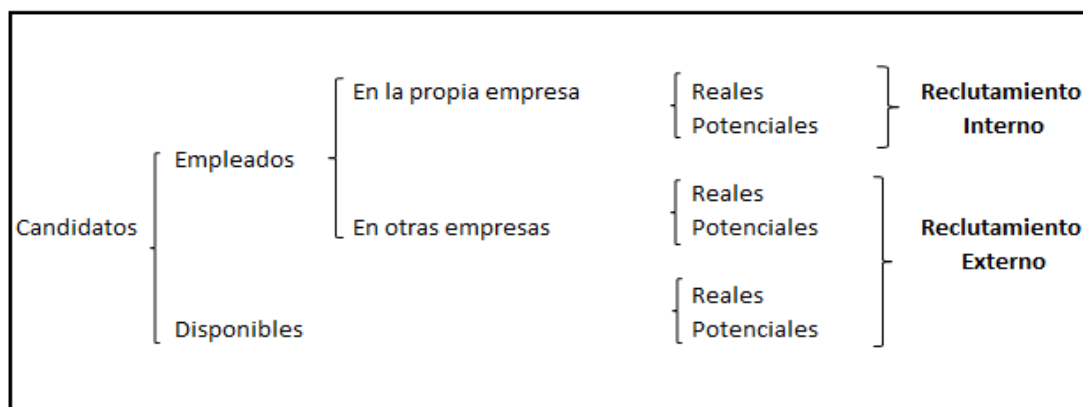 En la propia empresa
Reales
Potenciales
Reclutamiento
Interno
Empleados
Candidatos
En otras empresas
Reales
Potenciales
Reclutamiento
Externo
Disponibles
Reales
Potenciales